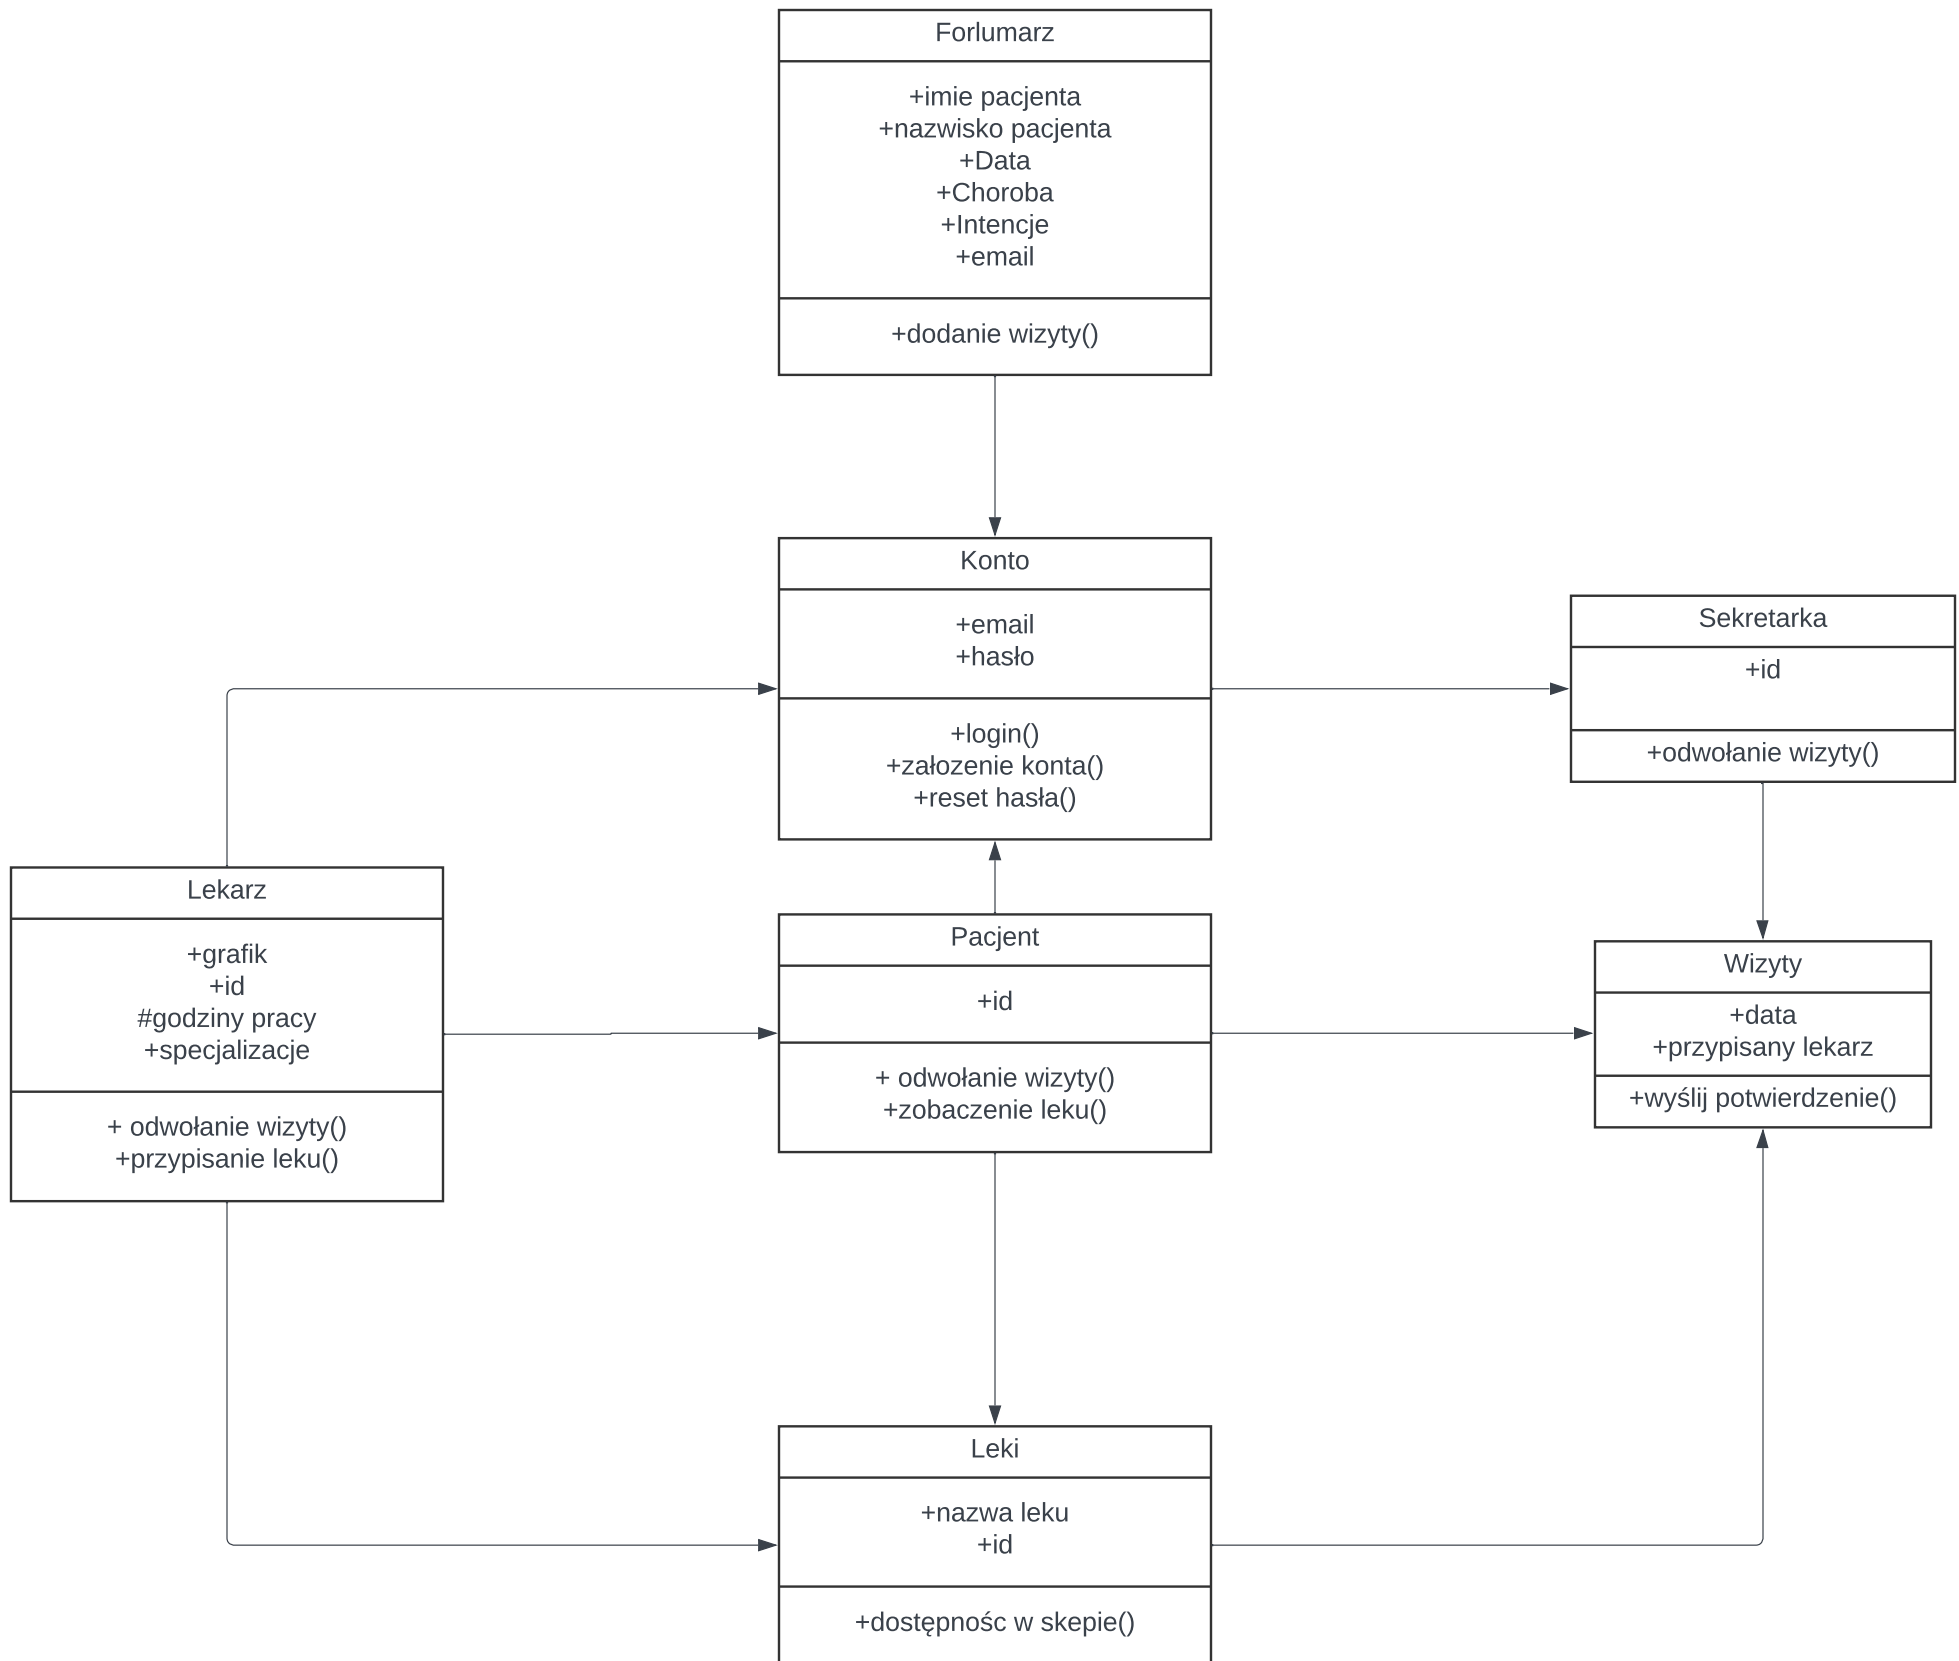 Forlumarz
+imie pacjenta
+nazwisko pacjenta
+Data
+Choroba
+Intencje
+email
+dodanie wizyty()
Konto
+email
+hasło
+login()
+załozenie konta()
+reset hasła()
Sekretarka
+id
+odwołanie wizyty()
Lekarz
+grafik
+id
#godziny pracy
+specjalizacje
+ odwołanie wizyty()
+przypisanie leku()
Pacjent
+id
+ odwołanie wizyty()
+zobaczenie leku()
Wizyty
+data
+przypisany lekarz
+wyślij potwierdzenie()
Leki
+nazwa leku
+id
+dostępnośc w skepie()